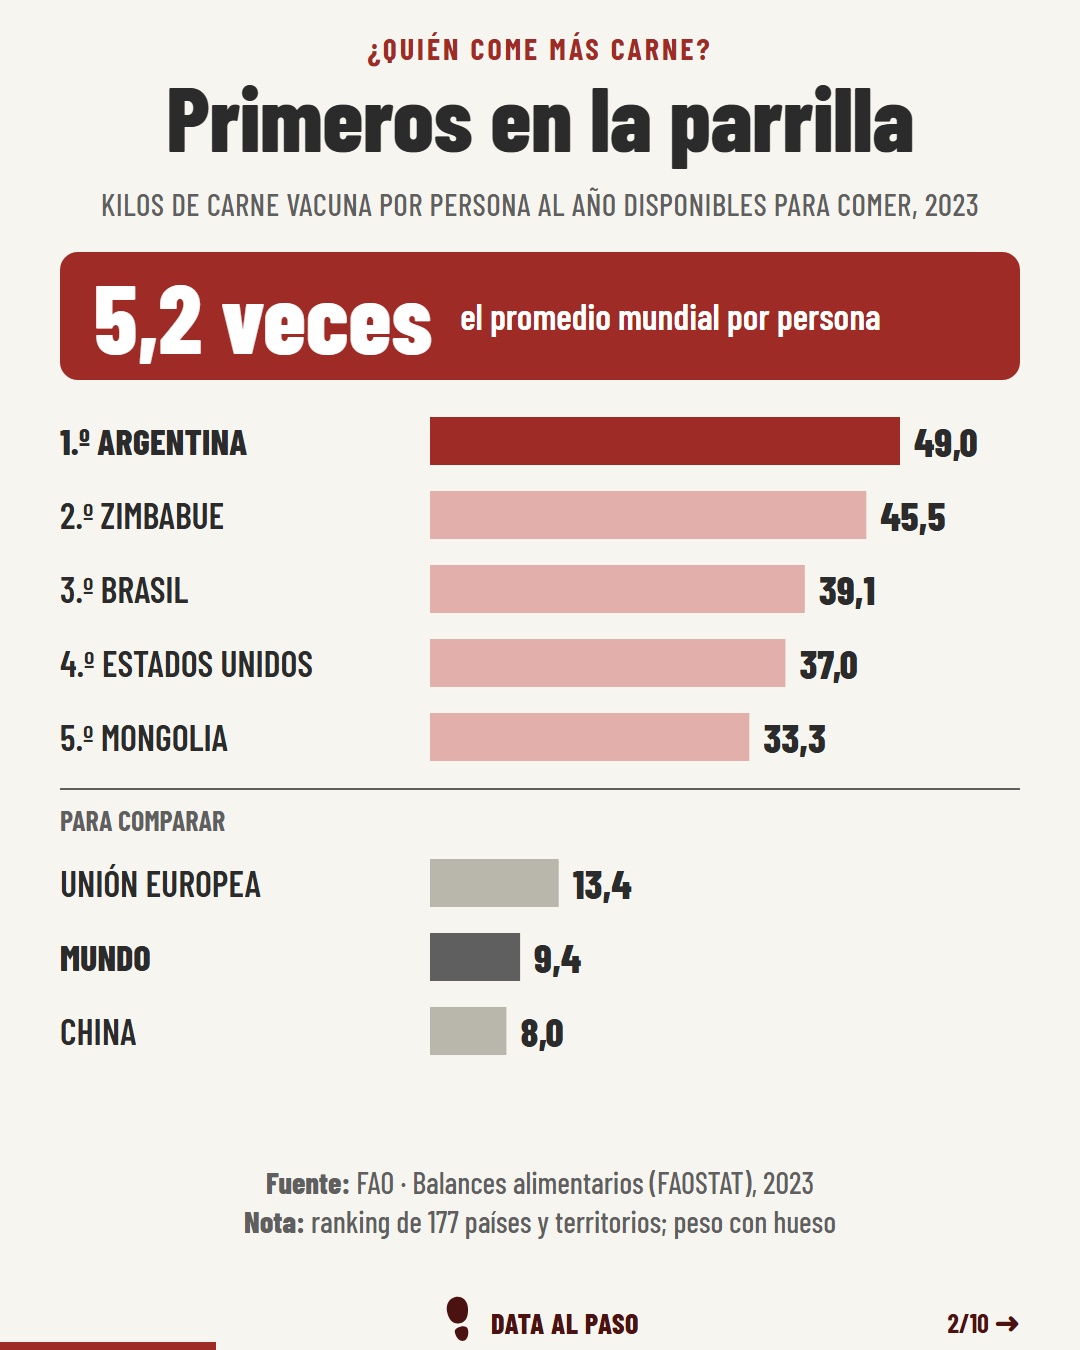 ¿QUIÉN COME MÁS CARNE?
Primeros en la parrilla
KILOS DE CARNE VACUNA POR PERSONA AL AÑO DISPONIBLES PARA COMER, 2023
5,2 veces el promedio mundial por persona
1.º ARGENTINA 49,0
2.º ZIMBABUE 45,5
3.º BRASIL 39,1
4.º ESTADOS UNIDOS 37,0
5.º MONGOLIA 33,3
PARA COMPARAR
UNIÓN EUROPEA 13,4
MUNDO 9,4
CHINA 8,0
Fuente: FAO · Balances alimentarios (FAOSTAT), 2023
Nota: ranking de 177 países y territorios; peso con hueso
DATA AL PASO 2/10 →